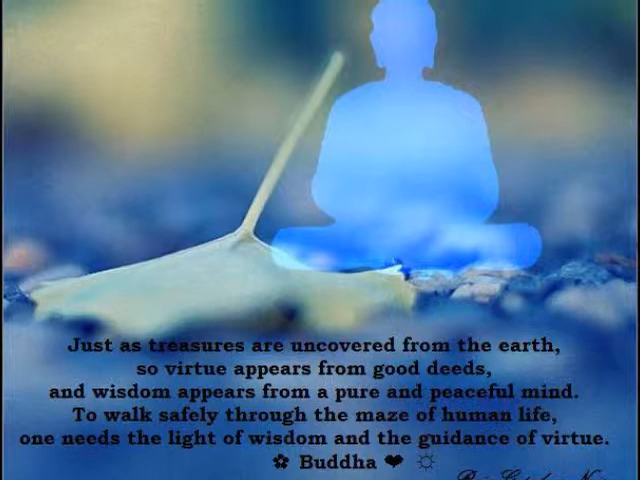 Just as treasures are uncovered from the earth,
so virtue appears from good deeds,
and wisdom appears from a pure and peaceful mind.
To walk safely through the maze of human life,
one needs the light of wisdom and the guidance of virtue.
✿ Buddha ❤ ☼